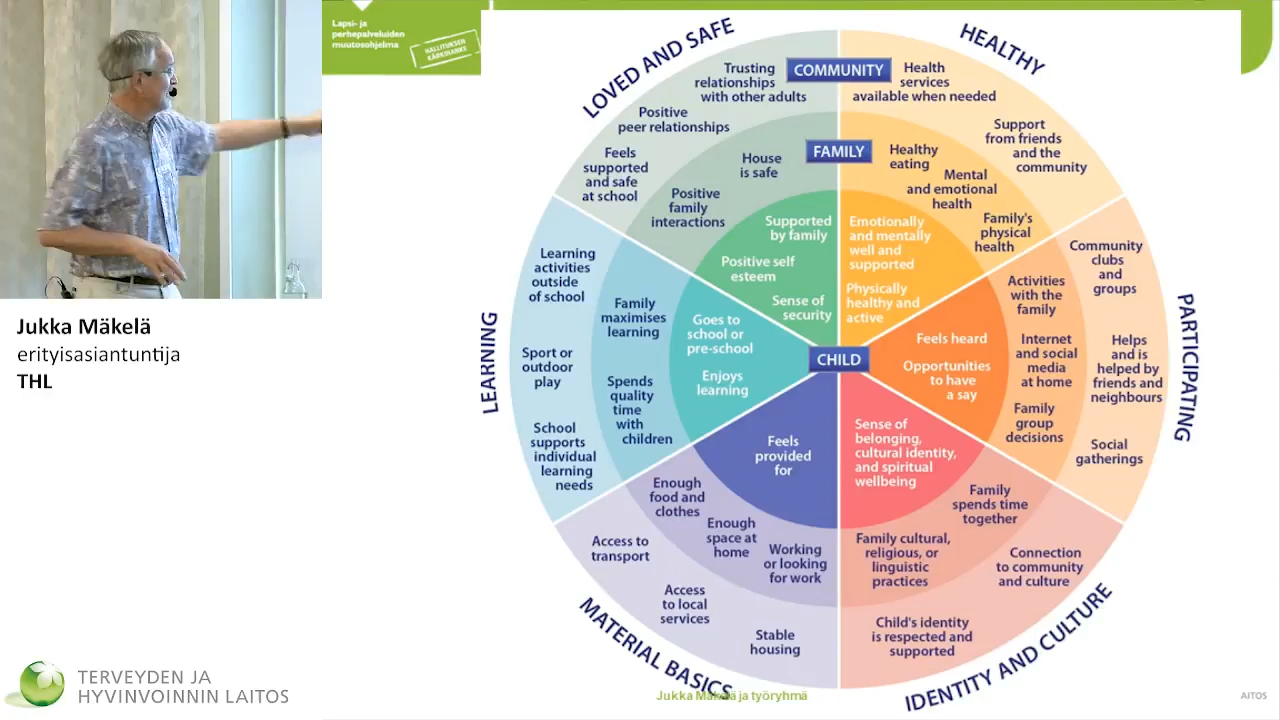 Lapsi- ja
perhepalveluiden
muutosohjelma
HALLITUKSEN
KÄRKIHANKE
Jukka Mäkelä
erityisasiantuntija
THL
TERVEYDEN JA
HYVINVOINNIN LAITOS
LOVED AND SAFE
HEALTHY
PARTICIPATING
IDENTITY AND CULTURE
MATERIAL BASICS
LEARNING
COMMUNITY
FAMILY
CHILD
Trusting
relationships
with other adults
Positive
peer relationships
Feels
supported
and safe
at school
House
is safe
Positive
family
interactions
Supported
by family
Positive self
esteem
Sense of
security
Health
services
available when needed
Support
from friends
and the
community
Healthy
eating
Mental
and emotional
health
Family's
physical
health
Emotionally
and mentally
well and
supported
Physically
healthy and
active
Community
clubs
and
groups
Helps
and is
helped by
friends and
neighbours
Social
gatherings
Activities
with the
family
Internet
and social
media
at home
Family
group
decisions
Feels heard
Opportunities
to have
a say
Sense of
belonging,
cultural identity,
and spiritual
wellbeing
Family
spends time
together
Family cultural,
religious, or
linguistic
practices
Connection
to community
and culture
Child's identity
is respected and
supported
Feels
provided
for
Enough
food and
clothes
Enough
space at
home
Working
or looking
for work
Access to
transport
Access
to local
services
Stable
housing
Goes to
school or
pre-school
Enjoys
learning
Family
maximises
learning
Spends
quality
time
with
children
Learning
activities
outside
of school
Sport or
outdoor
play
School
supports
individual
learning
needs
Jukka Mäkelä ja työryhmä
AITOS